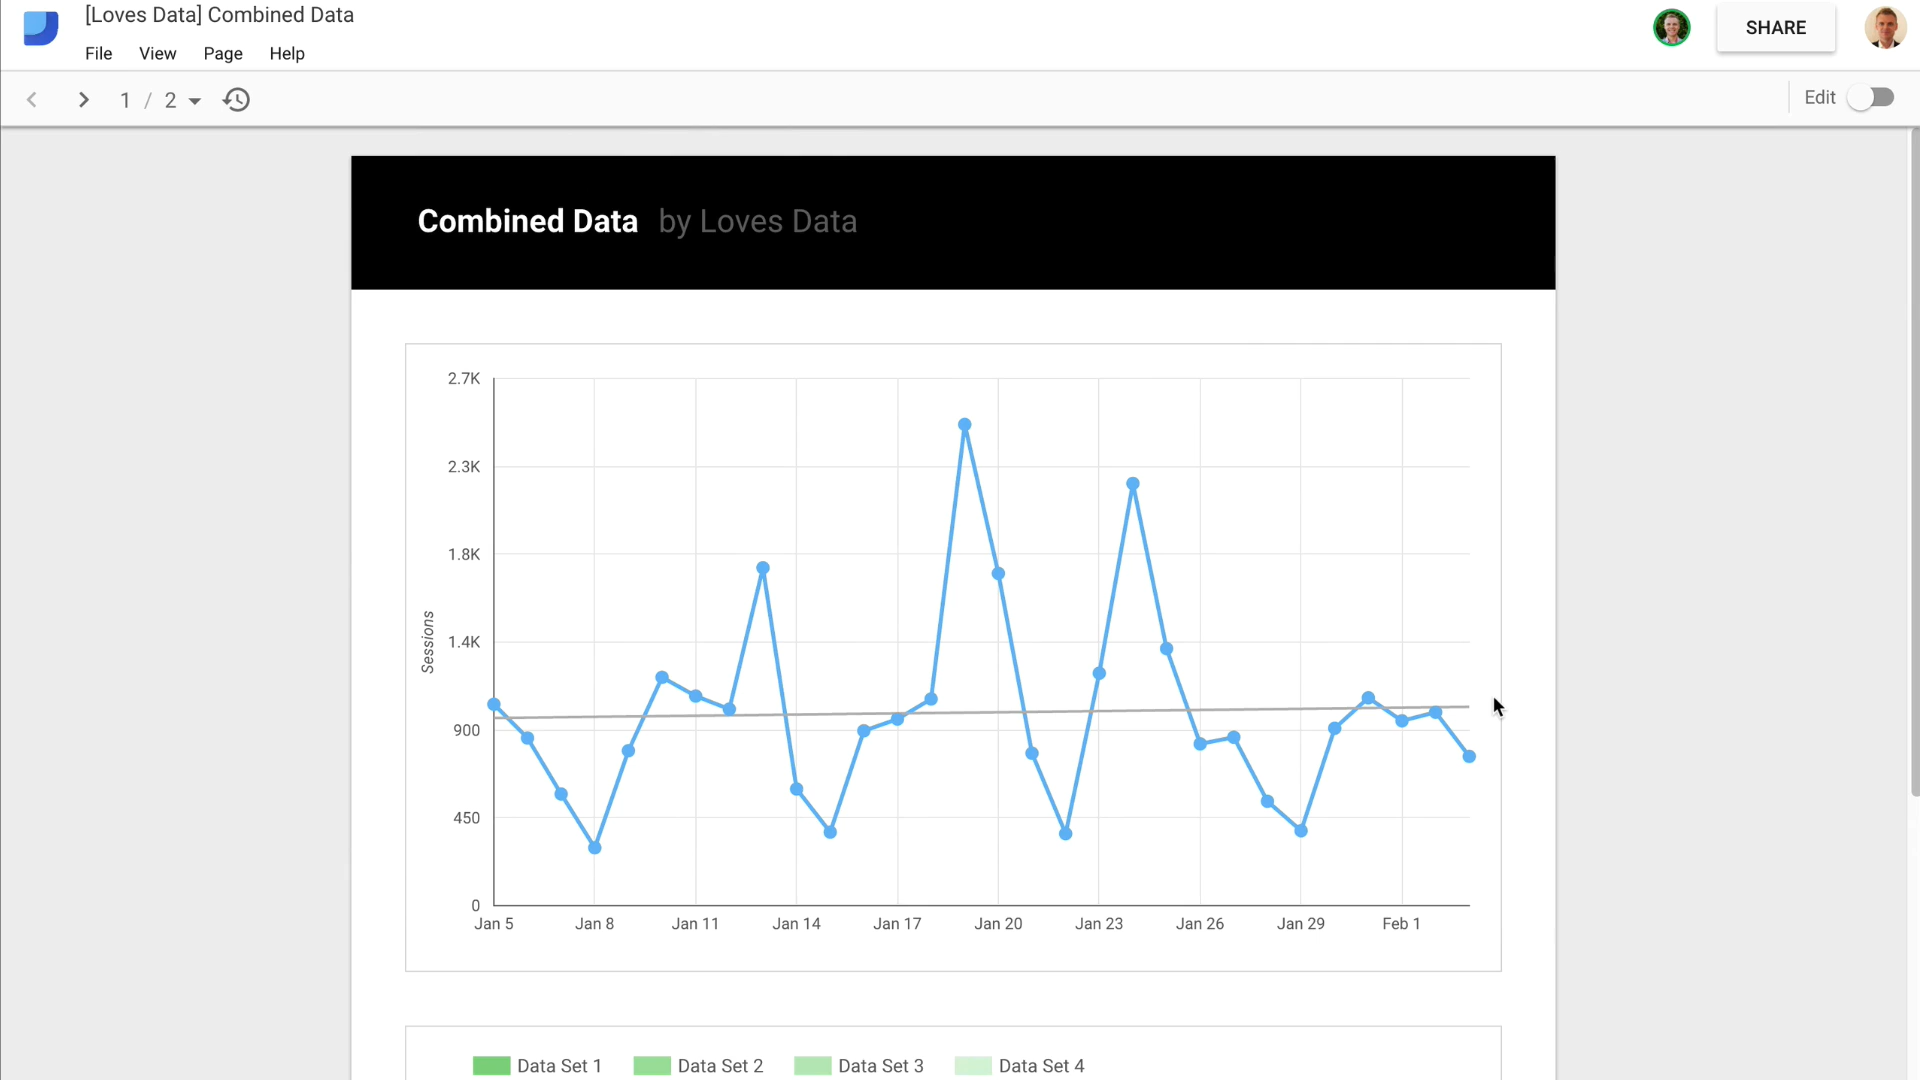 [Loves Data] Combined Data
File View Page Help
SHARE
1 / 2
Edit
Combined Data by Loves Data
2.7K
2.3K
1.8K
1.4K
900
450
0
Sessions
Jan 5 Jan 8 Jan 11 Jan 14 Jan 17 Jan 20 Jan 23 Jan 26 Jan 29 Feb 1
Data Set 1 Data Set 2 Data Set 3 Data Set 4